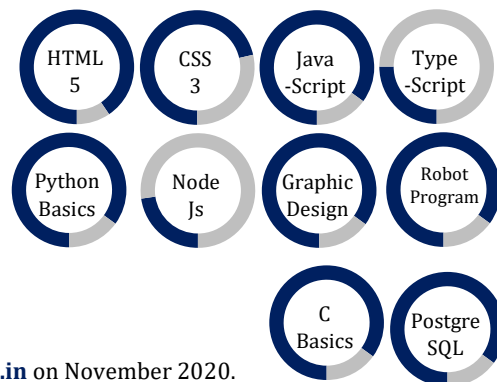 HTML
5
CSS
3
Java
-Script
Type
-Script
Python
Basics
Node
Js
Graphic
Design
Robot
Program
C
Basics
Postgre
SQL
.in on November 2020.